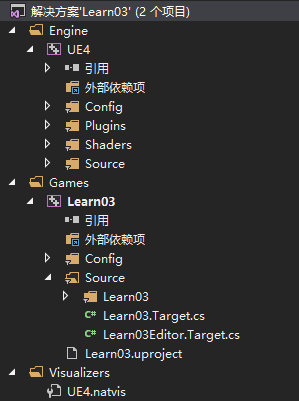 解决方案'Learn03' (2 个项目)
Engine
UE4
引用
外部依赖项
Config
Plugins
Shaders
Source
Games
Learn03
引用
外部依赖项
Config
Source
Learn03
C# Learn03.Target.cs
C# Learn03Editor.Target.cs
Learn03.uproject
Visualizers
UE4.natvis